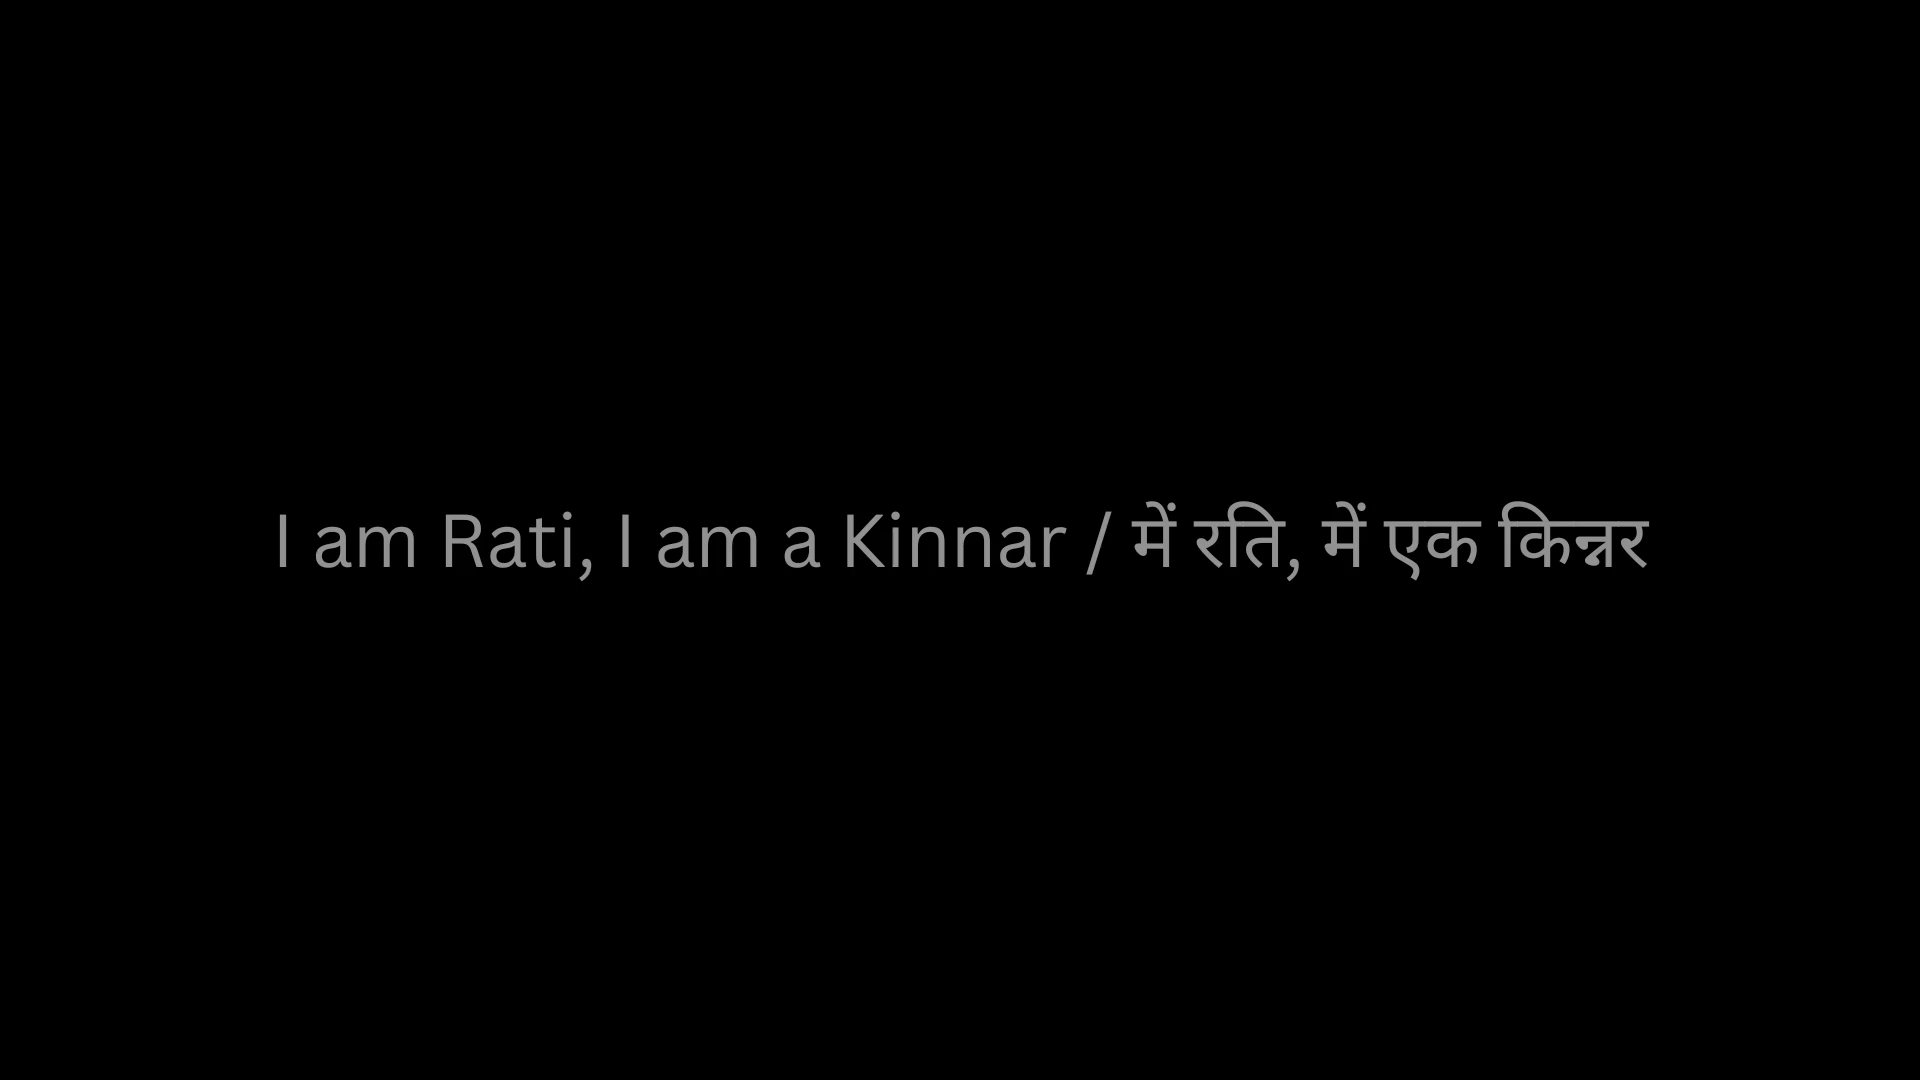 I am Rati, I am a Kinnar / में रति, में एक किन्नर